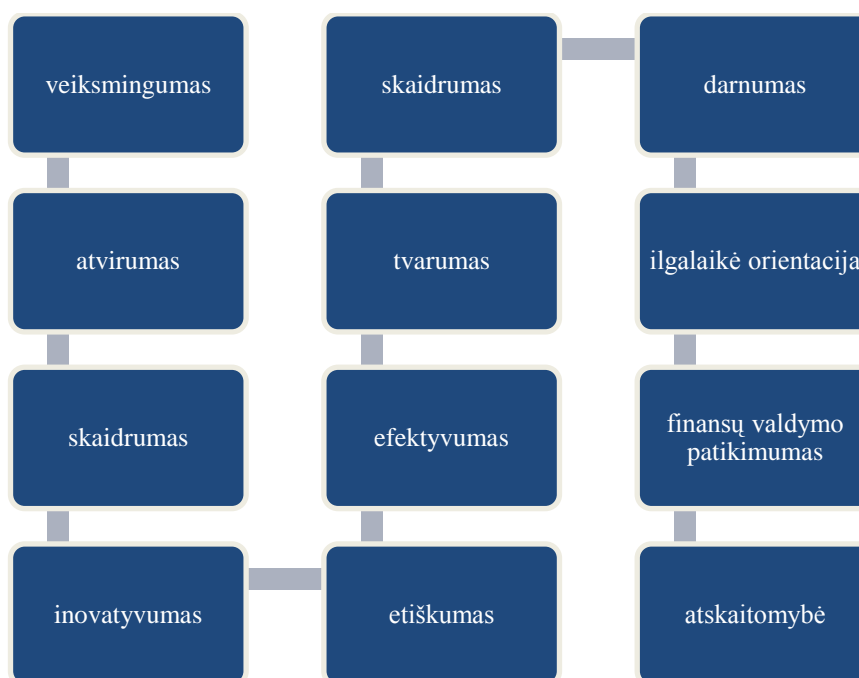 veiksmingumas
atvirumas
skaidrumas
inovatyvumas
etiškumas
efektyvumas
tvarumas
skaidrumas
darnumas
ilgalaikė orientacija
finansų valdymo
patikimumas
atskaitomybė